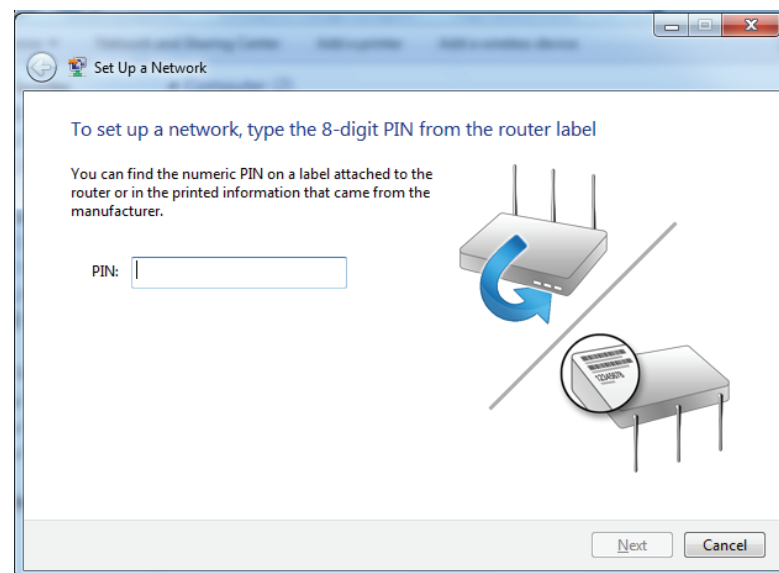 Set Up a Network
To set up a network, type the 8-digit PIN from the router label
You can find the numeric PIN on a label attached to the
router or in the printed information that came from the
manufacturer.
PIN:
12345678
Next
Cancel